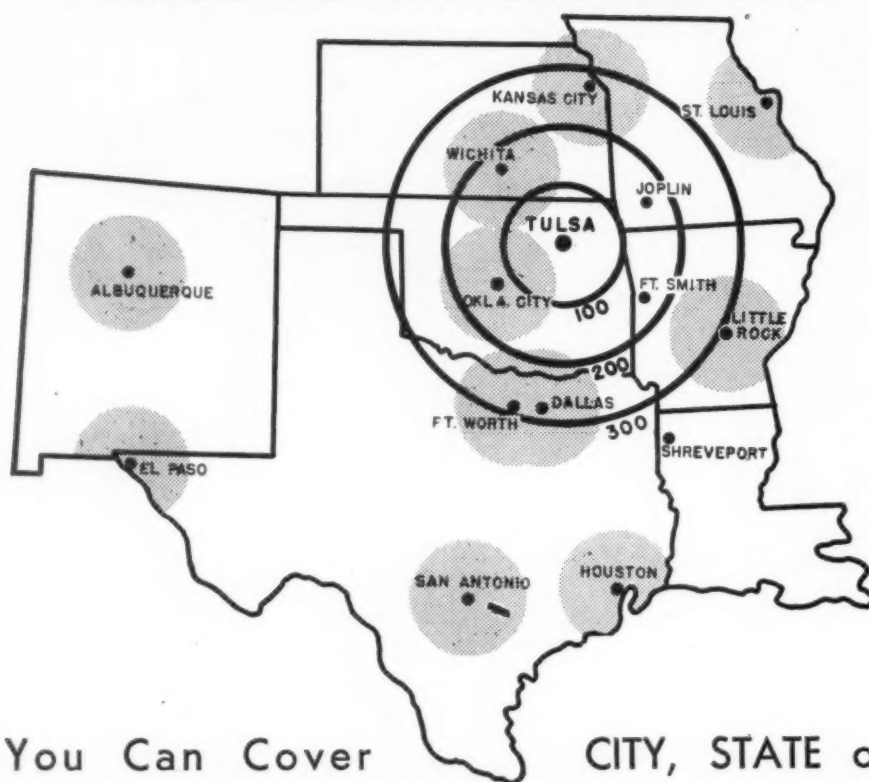 KANSAS CITY
ST. LOUIS
WICHITA
JOPLIN
TULSA
ALBUQUERQUE
OKLA. CITY
FT. SMITH
100
LITTLE
ROCK
200
DALLAS
FT. WORTH
300
SHREVEPORT
EL PASO
SAN ANTONIO
HOUSTON
You Can Cover CITY, STATE o